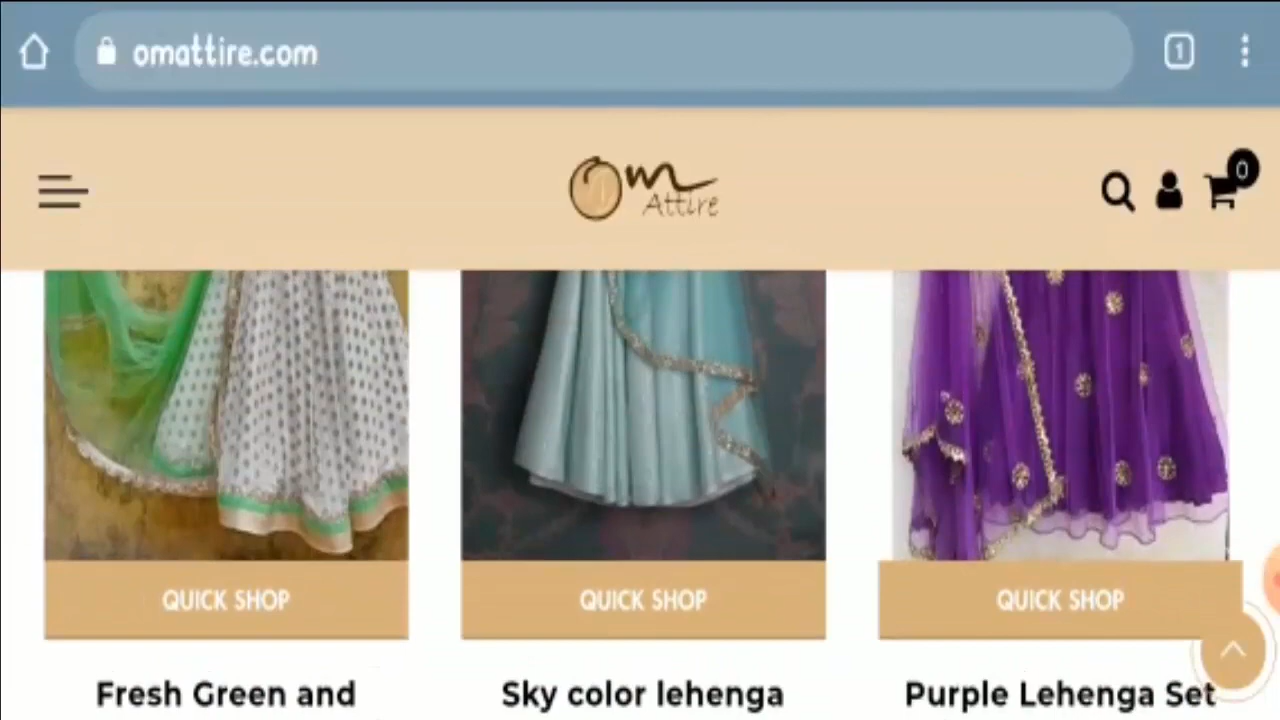 omattire.com
1
Om
Attire
0
QUICK SHOP
QUICK SHOP
QUICK SHOP
Fresh Green and
Sky color lehenga
Purple Lehenga Set